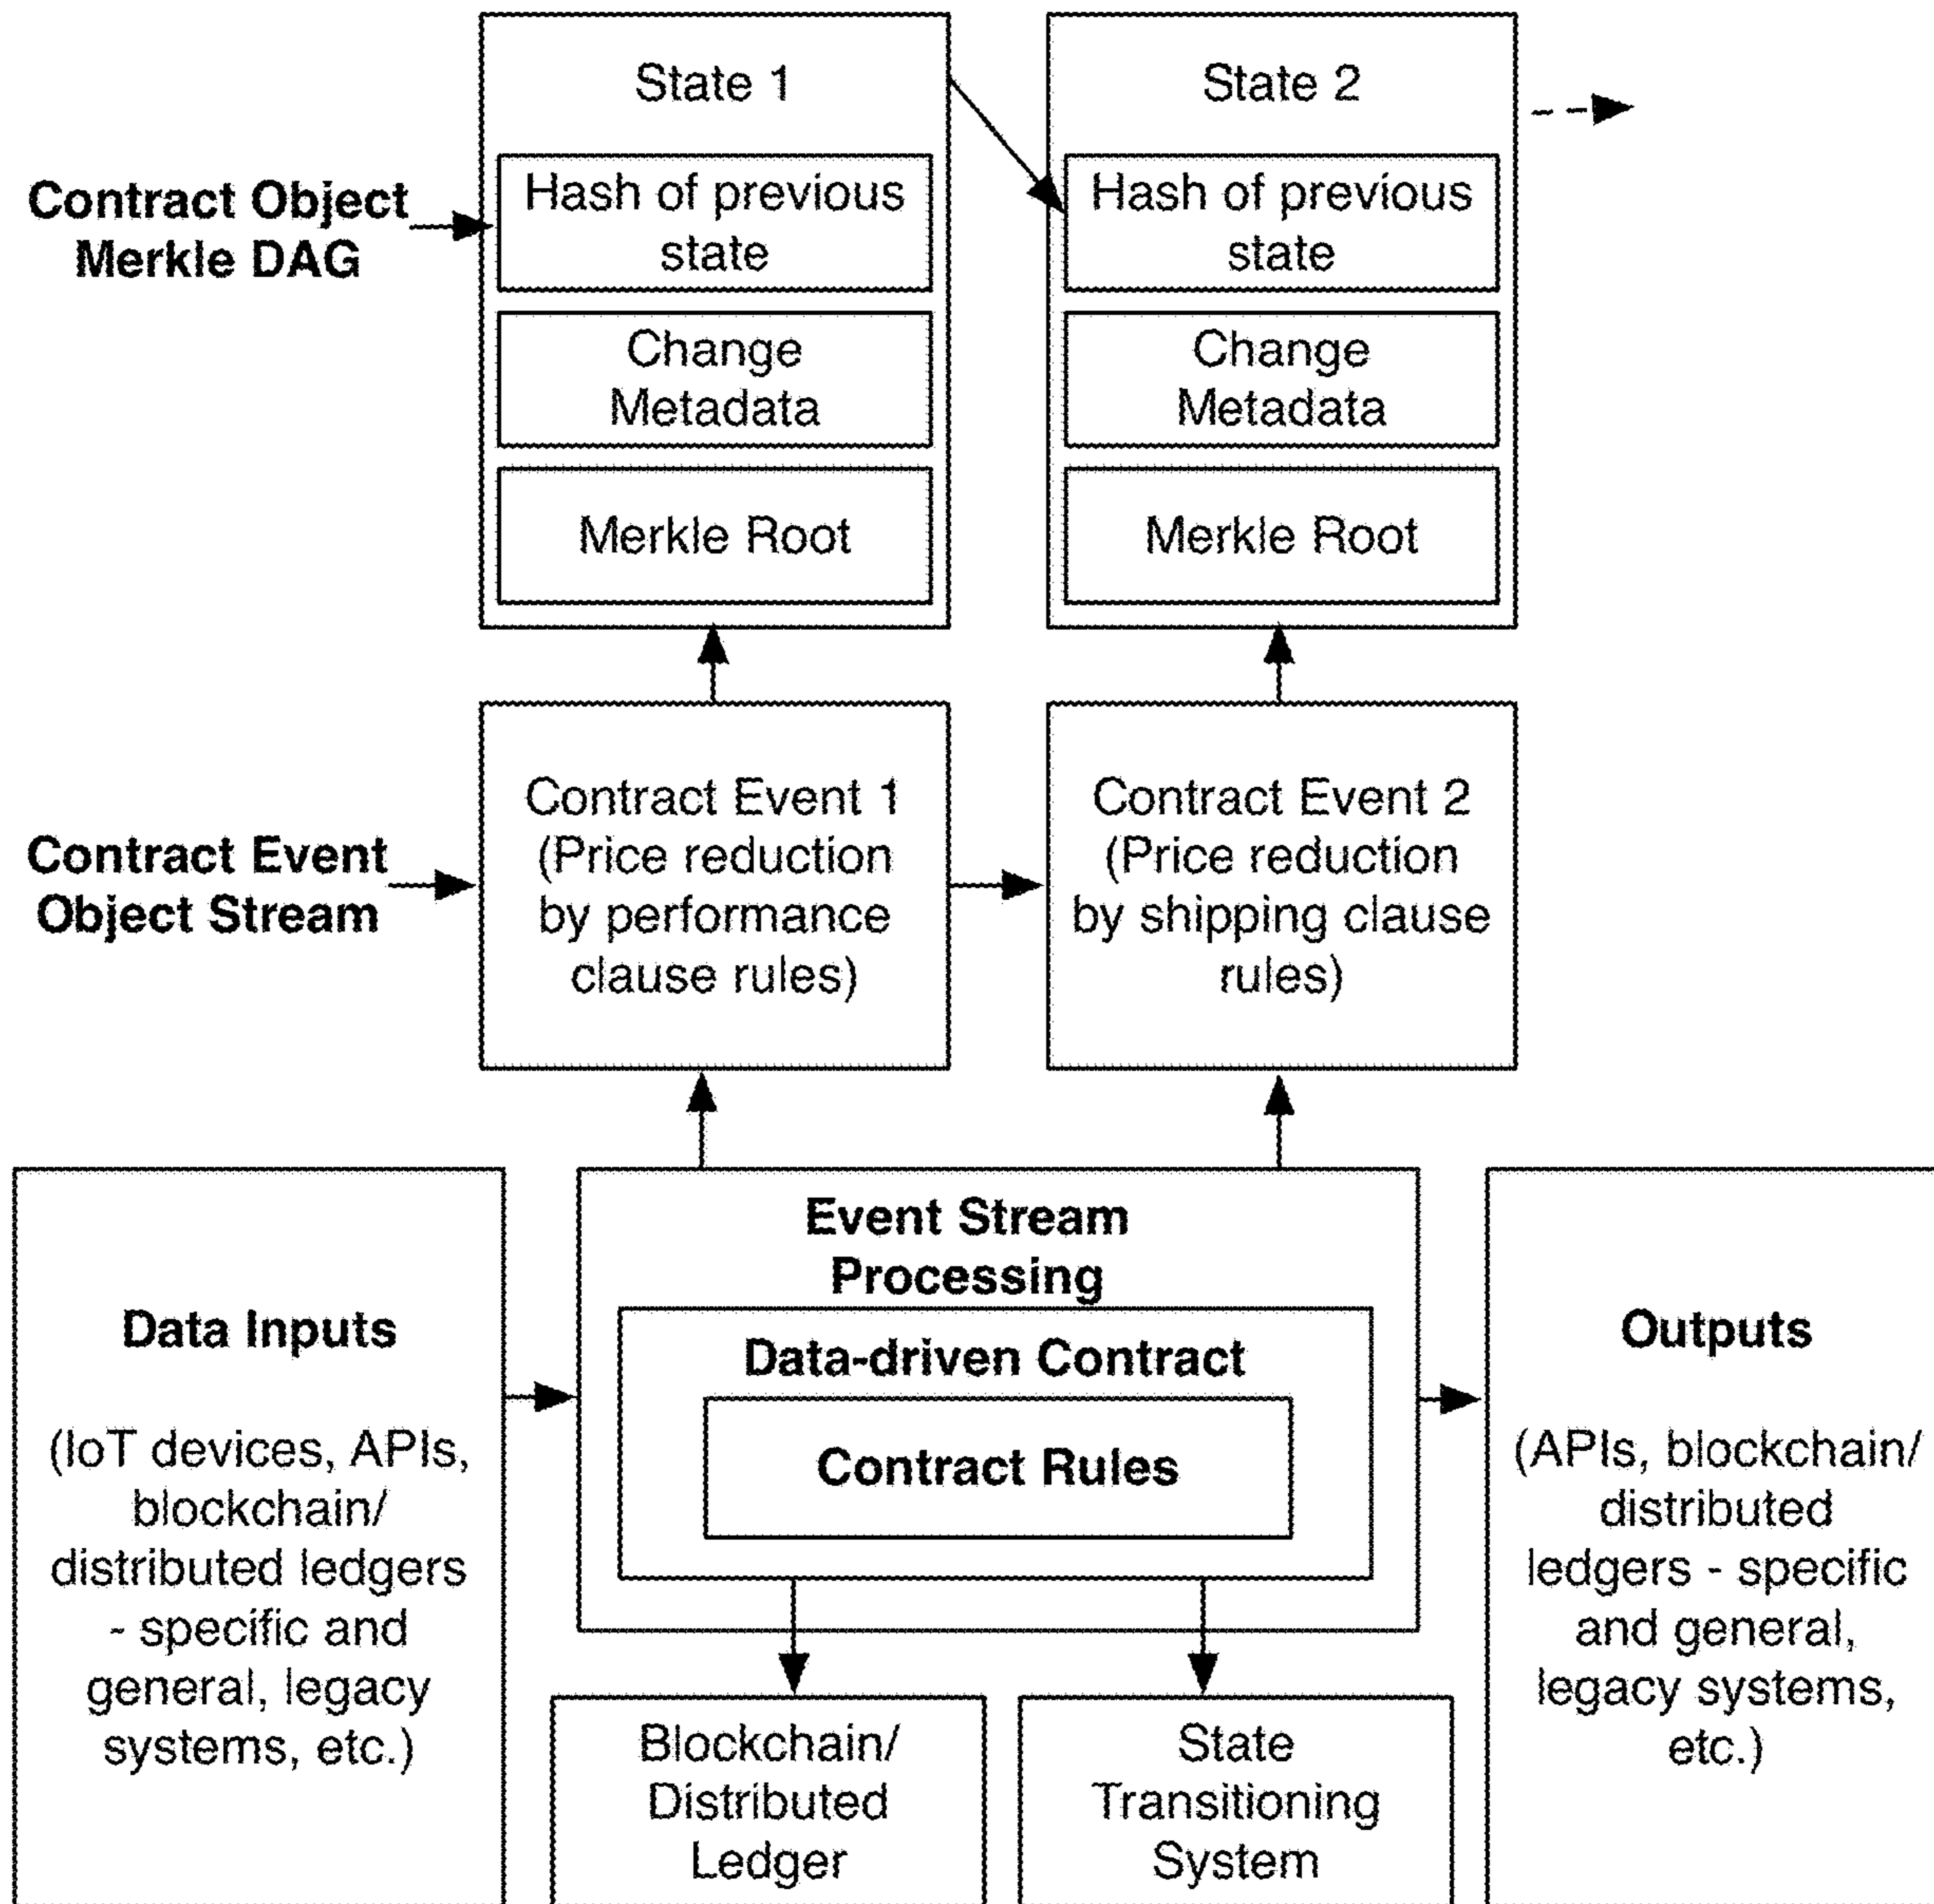 State 1
State 2
Contract Object
Merkle DAG
Hash of previous
state
Hash of previous
state
Change
Metadata
Change
Metadata
Merkle Root
Merkle Root
Contract Event
Object Stream
Contract Event 1
(Price reduction
by performance
clause rules)
Contract Event 2
(Price reduction
by shipping clause
rules)
Data Inputs
(IoT devices, APIs,
blockchain/
distributed ledgers
- specific and
general, legacy
systems, etc.)
Event Stream
Processing
Data-driven Contract
Contract Rules
Blockchain/
Distributed
Ledger
State
Transitioning
System
Outputs
(APIs, blockchain/
distributed
ledgers - specific
and general,
legacy systems,
etc.)